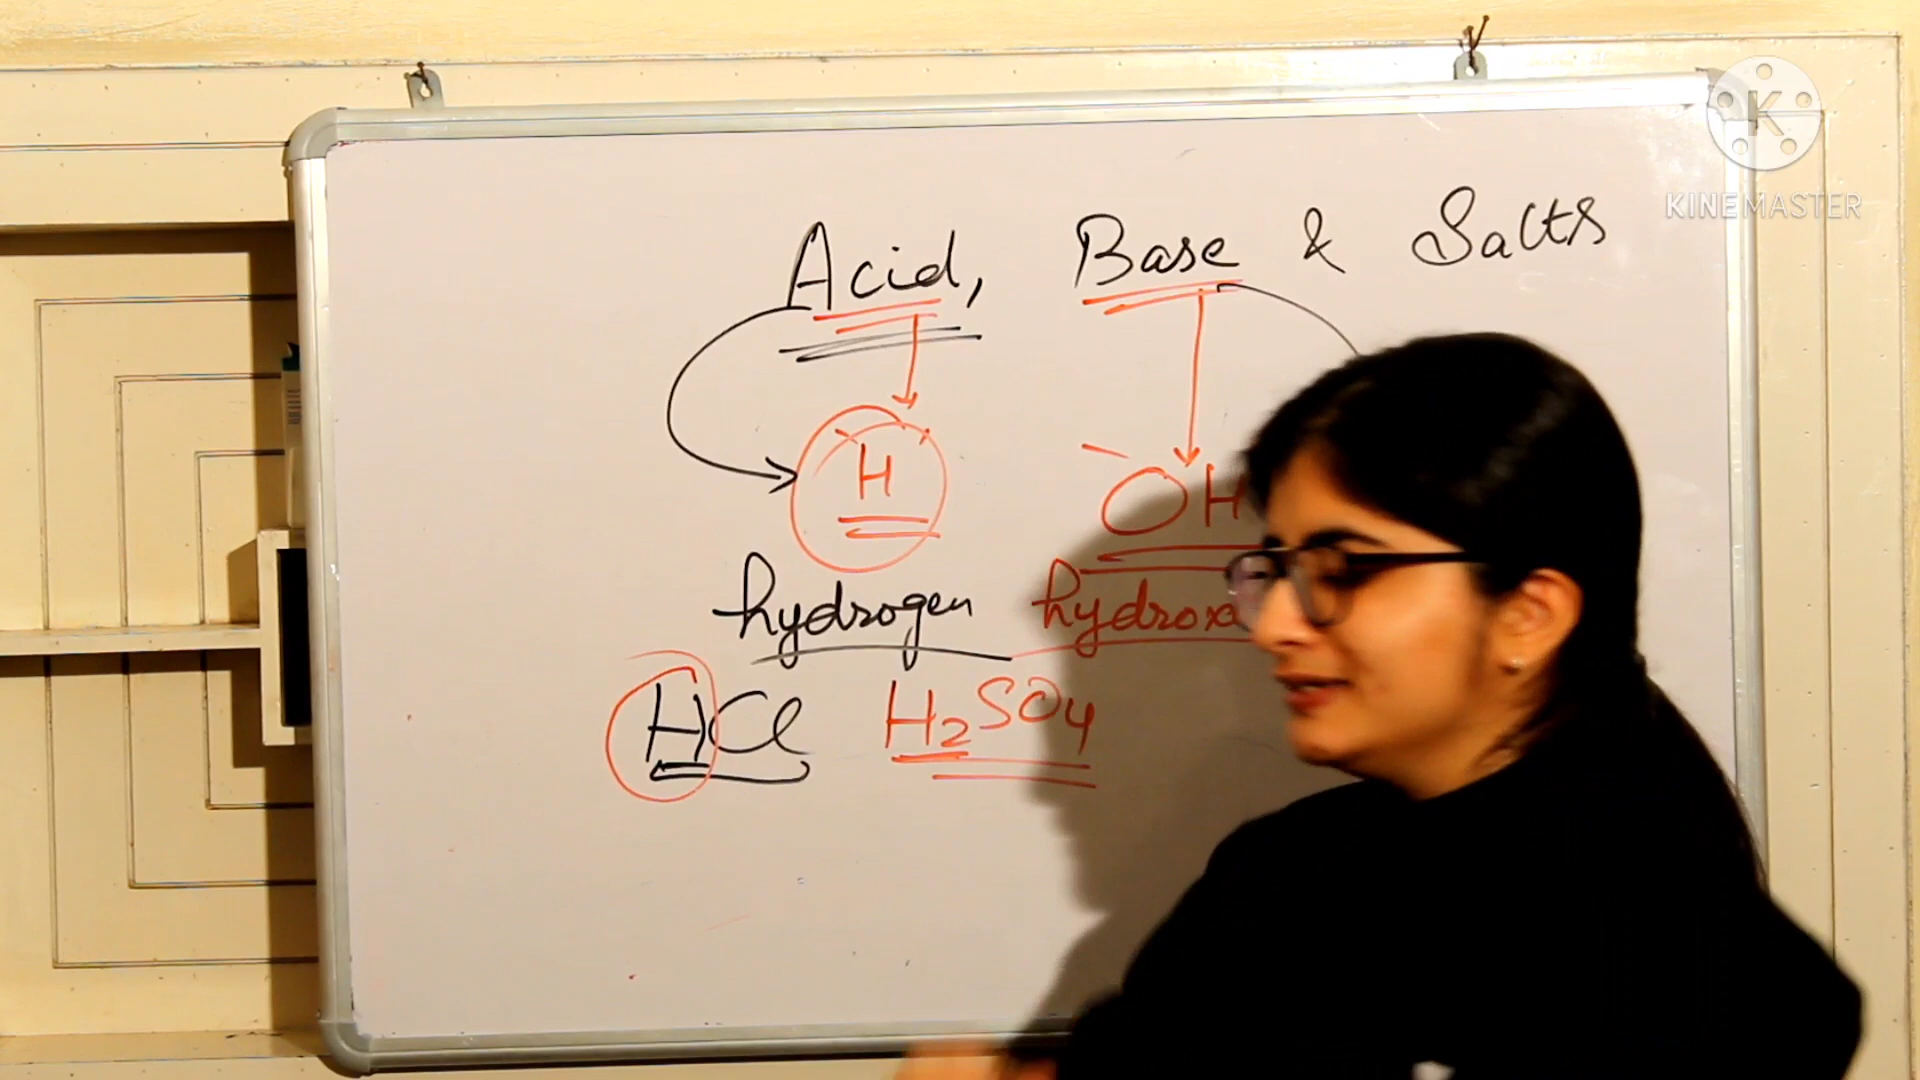 KINEMASTER
Acid, Base & Salts
H OH
hydrogen
HCl H2SO4